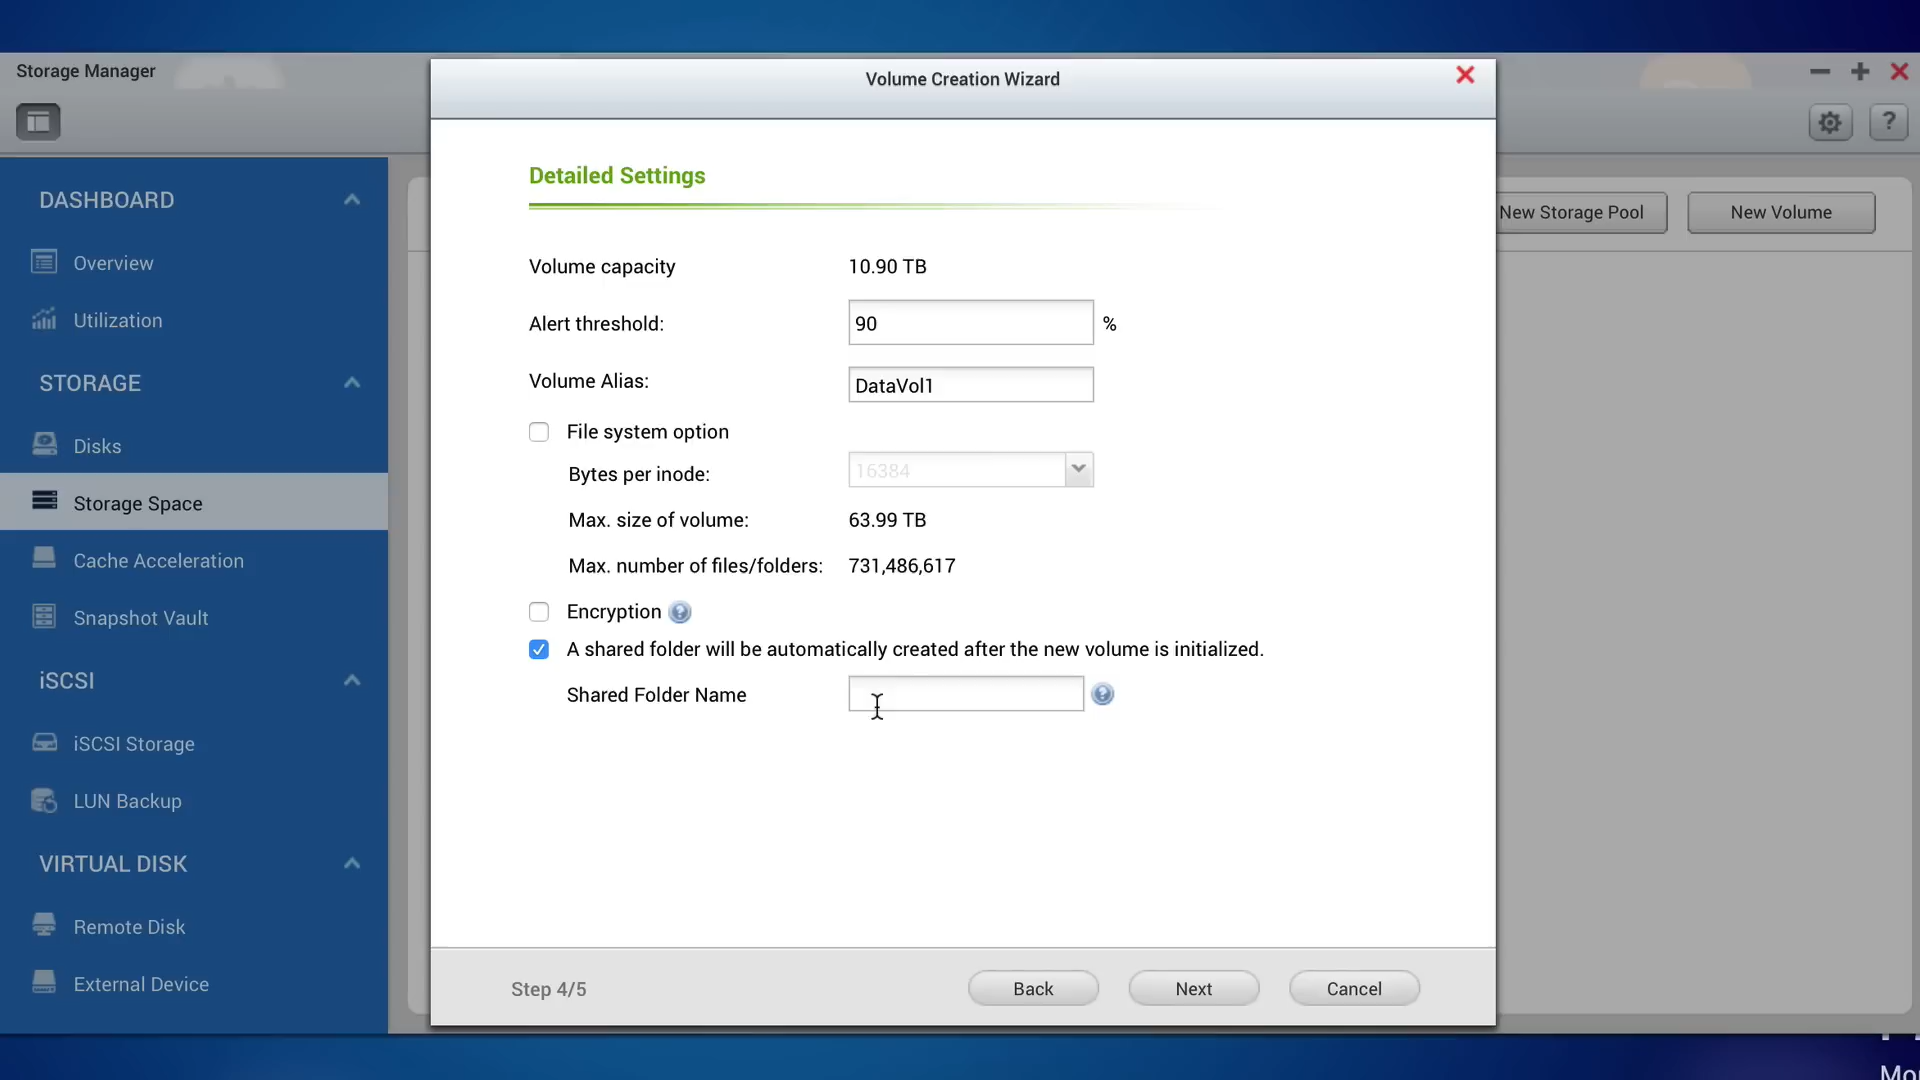 Storage Manager
Volume Creation Wizard
?
DASHBOARD
Overview
Utilization
STORAGE
Disks
Storage Space
Cache Acceleration
Snapshot Vault
iSCSI
iSCSI Storage
LUN Backup
VIRTUAL DISK
Remote Disk
External Device
New Storage Pool
New Volume
Detailed Settings
Volume capacity 10.90 TB
Alert threshold: 90 %
Volume Alias: DataVol1
File system option
Bytes per inode: 16384
Max. size of volume: 63.99 TB
Max. number of files/folders: 731,486,617
Encryption ?
A shared folder will be automatically created after the new volume is initialized.
Shared Folder Name ?
Step 4/5
Back
Next
Cancel